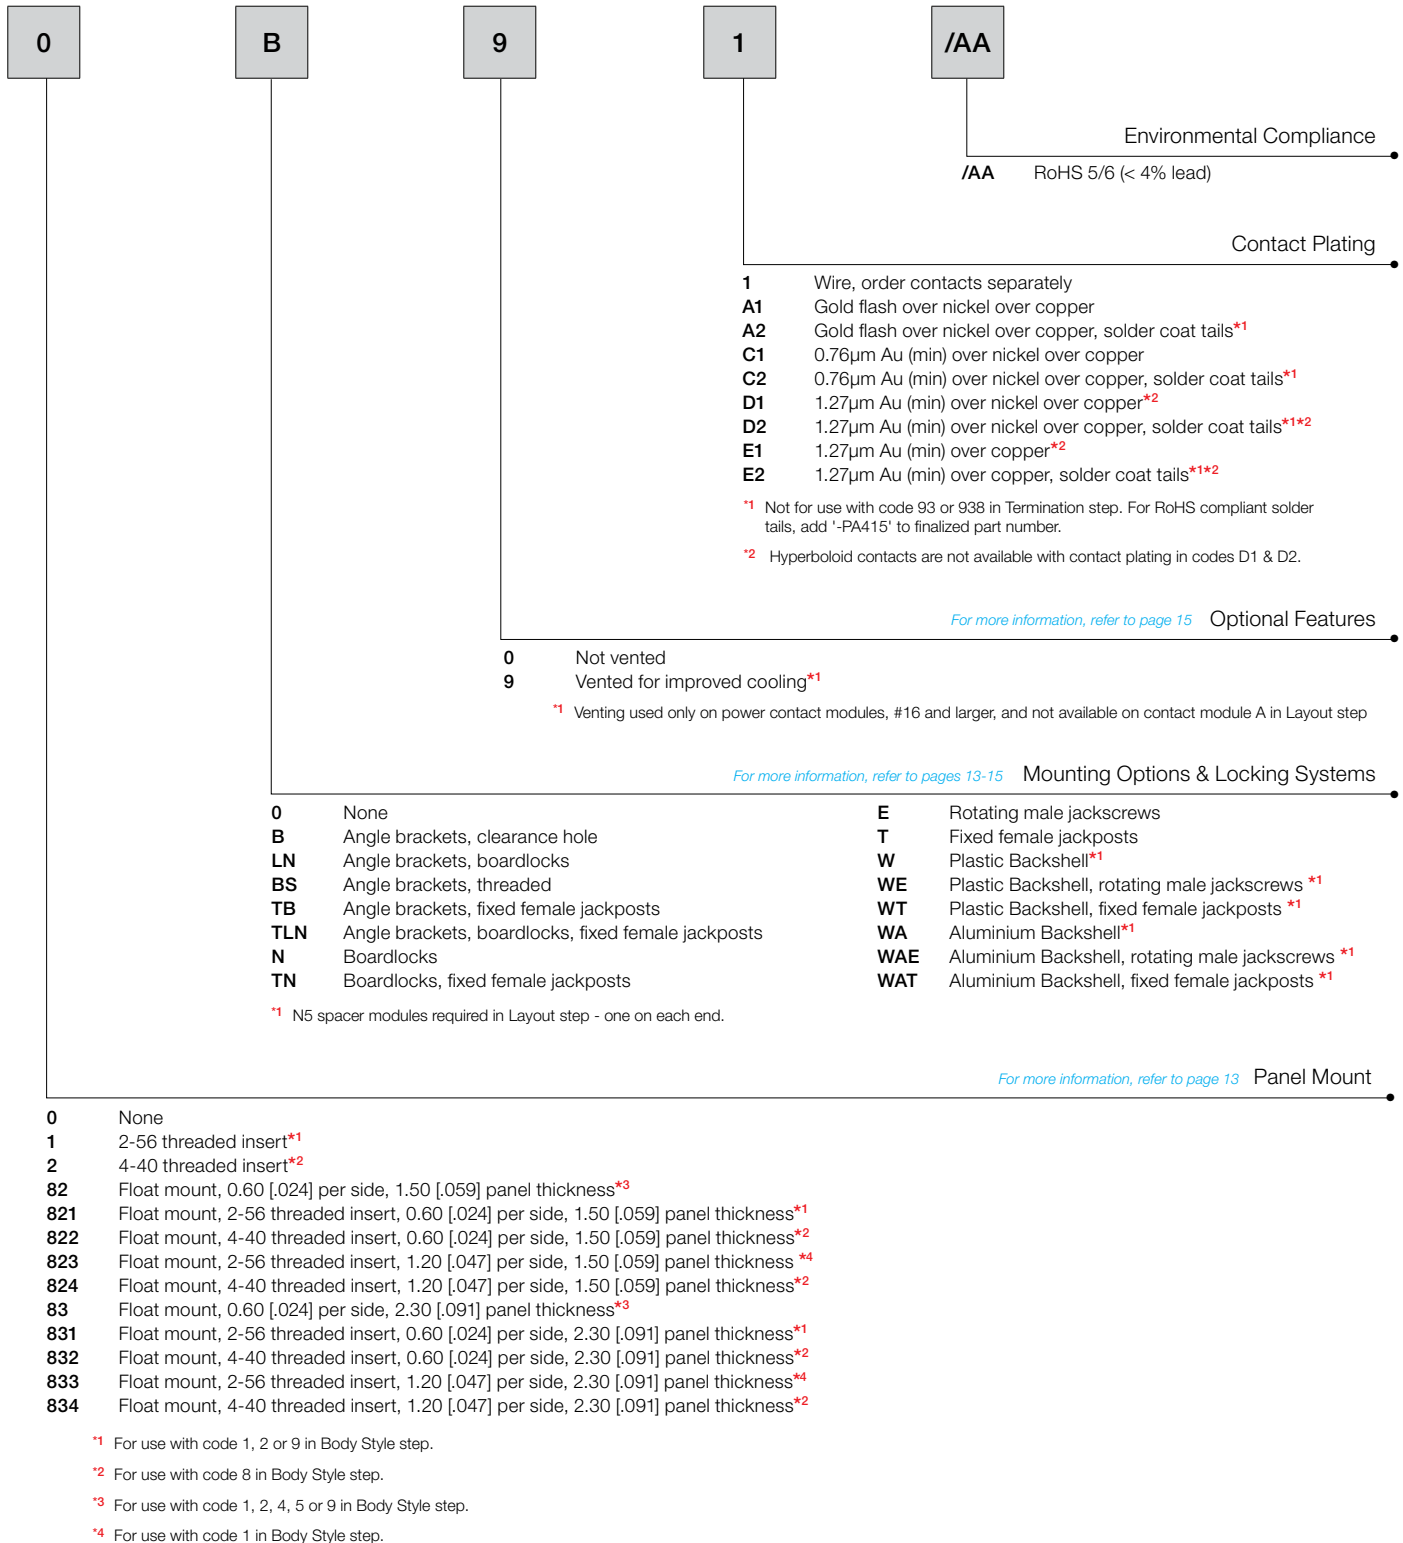 0 B 9 1 /AA
Environmental Compliance
/AA RoHS 5/6 (< 4% lead)
Contact Plating
1 Wire, order contacts separately
A1 Gold flash over nickel over copper
A2 Gold flash over nickel over copper, solder coat tails*1
C1 0.76µm Au (min) over nickel over copper
C2 0.76µm Au (min) over nickel over copper, solder coat tails*1
D1 1.27µm Au (min) over nickel over copper*2
D2 1.27µm Au (min) over nickel over copper, solder coat tails*1*2
E1 1.27µm Au (min) over copper*2
E2 1.27µm Au (min) over copper, solder coat tails*1*2
*1 Not for use with code 93 or 938 in Termination step. For RoHS compliant solder
tails, add '-PA415' to finalized part number.
*2 Hyperboloid contacts are not available with contact plating in codes D1 & D2.
For more information, refer to page 15 Optional Features
0 Not vented
9 Vented for improved cooling*1
*1 Venting used only on power contact modules, #16 and larger, and not available on contact module A in Layout step
For more information, refer to pages 13-15 Mounting Options & Locking Systems
0 None
B Angle brackets, clearance hole
LN Angle brackets, boardlocks
BS Angle brackets, threaded
TB Angle brackets, fixed female jackposts
TLN Angle brackets, boardlocks, fixed female jackposts
N Boardlocks
TN Boardlocks, fixed female jackposts
E Rotating male jackscrews
T Fixed female jackposts
W Plastic Backshell*1
WE Plastic Backshell, rotating male jackscrews *1
WT Plastic Backshell, fixed female jackposts *1
WA Aluminium Backshell*1
WAE Aluminium Backshell, rotating male jackscrews *1
WAT Aluminium Backshell, fixed female jackposts *1
*1 N5 spacer modules required in Layout step - one on each end.
For more information, refer to page 13 Panel Mount
0 None
1 2-56 threaded insert*1
2 4-40 threaded insert*2
82 Float mount, 0.60 [.024] per side, 1.50 [.059] panel thickness*3
821 Float mount, 2-56 threaded insert, 0.60 [.024] per side, 1.50 [.059] panel thickness*1
822 Float mount, 4-40 threaded insert, 0.60 [.024] per side, 1.50 [.059] panel thickness*2
823 Float mount, 2-56 threaded insert, 1.20 [.047] per side, 1.50 [.059] panel thickness *4
824 Float mount, 4-40 threaded insert, 1.20 [.047] per side, 1.50 [.059] panel thickness*2
83 Float mount, 0.60 [.024] per side, 2.30 [.091] panel thickness*3
831 Float mount, 2-56 threaded insert, 0.60 [.024] per side, 2.30 [.091] panel thickness*1
832 Float mount, 4-40 threaded insert, 0.60 [.024] per side, 2.30 [.091] panel thickness*2
833 Float mount, 2-56 threaded insert, 1.20 [.047] per side, 2.30 [.091] panel thickness*4
834 Float mount, 4-40 threaded insert, 1.20 [.047] per side, 2.30 [.091] panel thickness*2
*1 For use with code 1, 2 or 9 in Body Style step.
*2 For use with code 8 in Body Style step.
*3 For use with code 1, 2, 4, 5 or 9 in Body Style step.
*4 For use with code 1 in Body Style step.